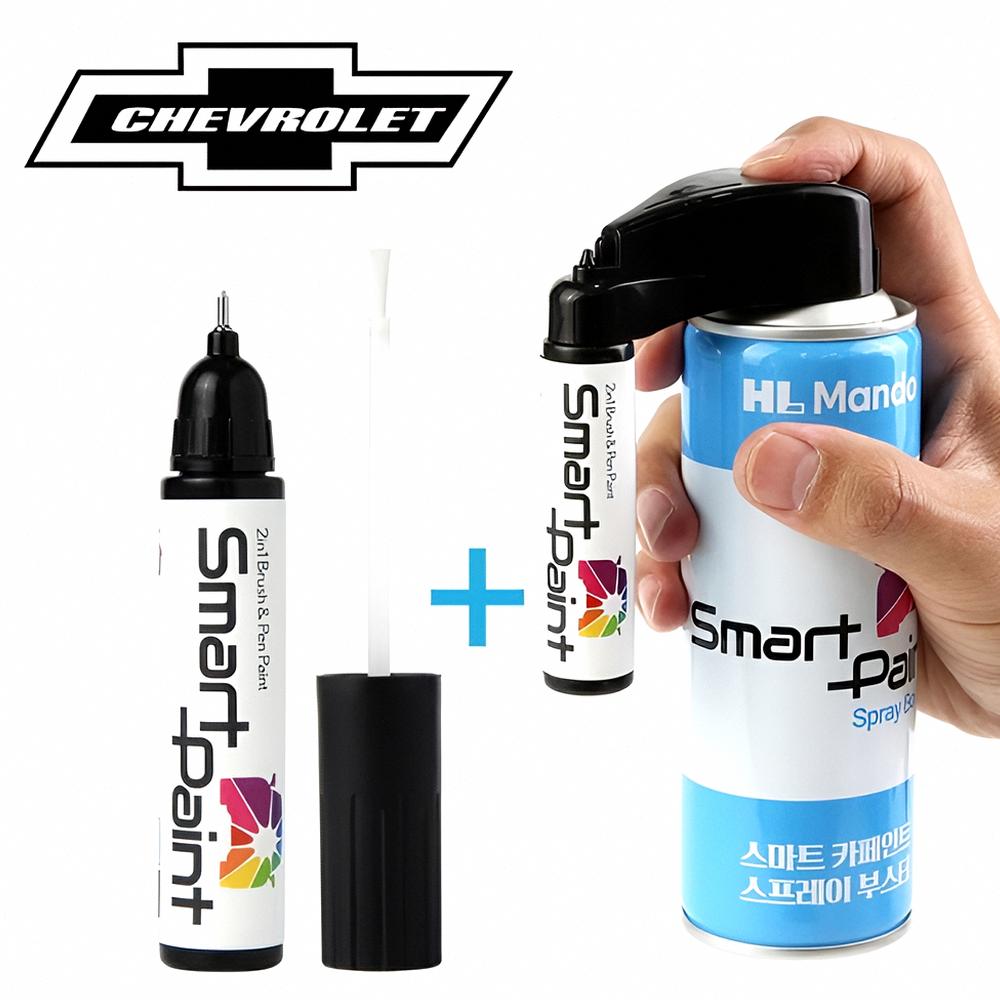 CHEVROLET
2in1 Brush & Pen Paint
Smart
Paint
2in1 Brush & Pen Paint
Smart
Paint
HL Mando
Smart
Pai
Spray Bo
스마트 카페인트
스프레이 부스터